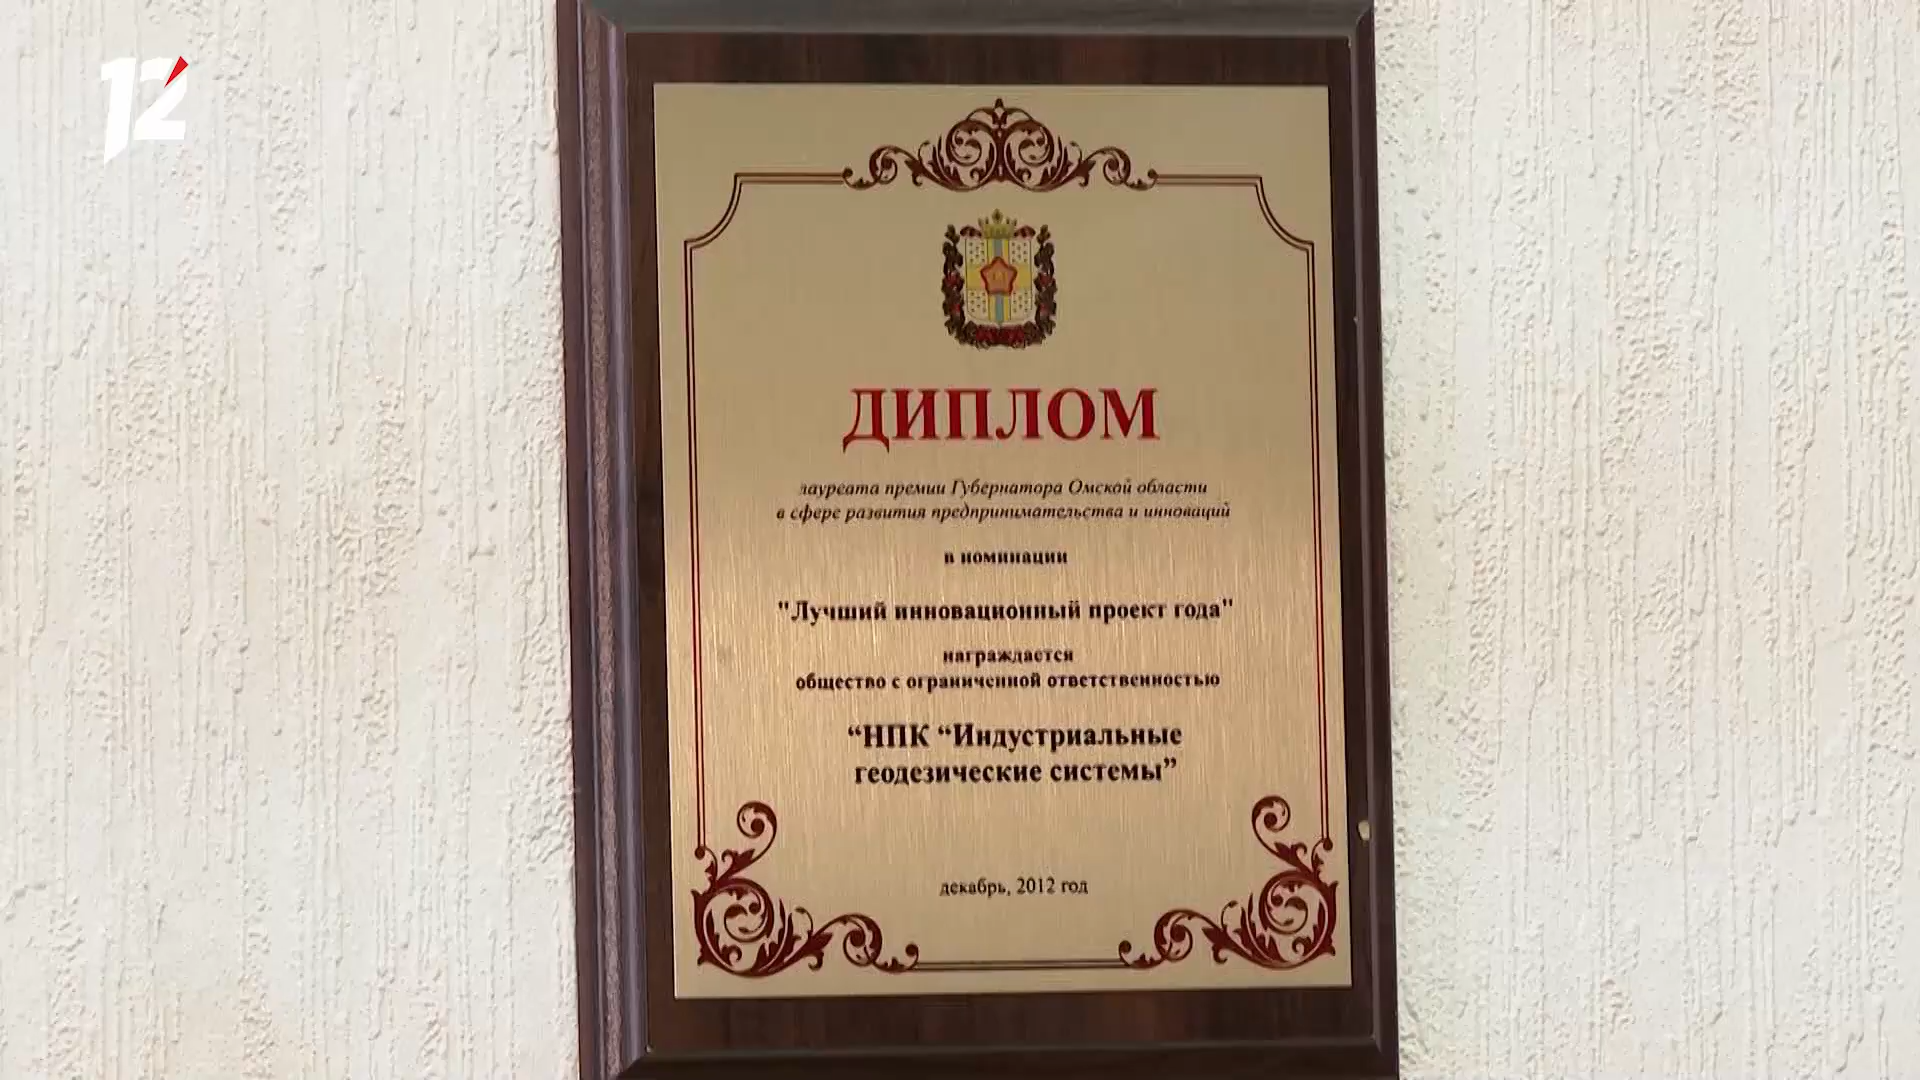 12
ДИПЛОМ
лауреата премии Губернатора Омской области
в сфере развития предпринимательства и инноваций
в номинации
"Лучший инновационный проект года"
награждается
общество с ограниченной ответственностью
“НПК “Индустриальные
геодезические системы”
декабрь, 2012 год